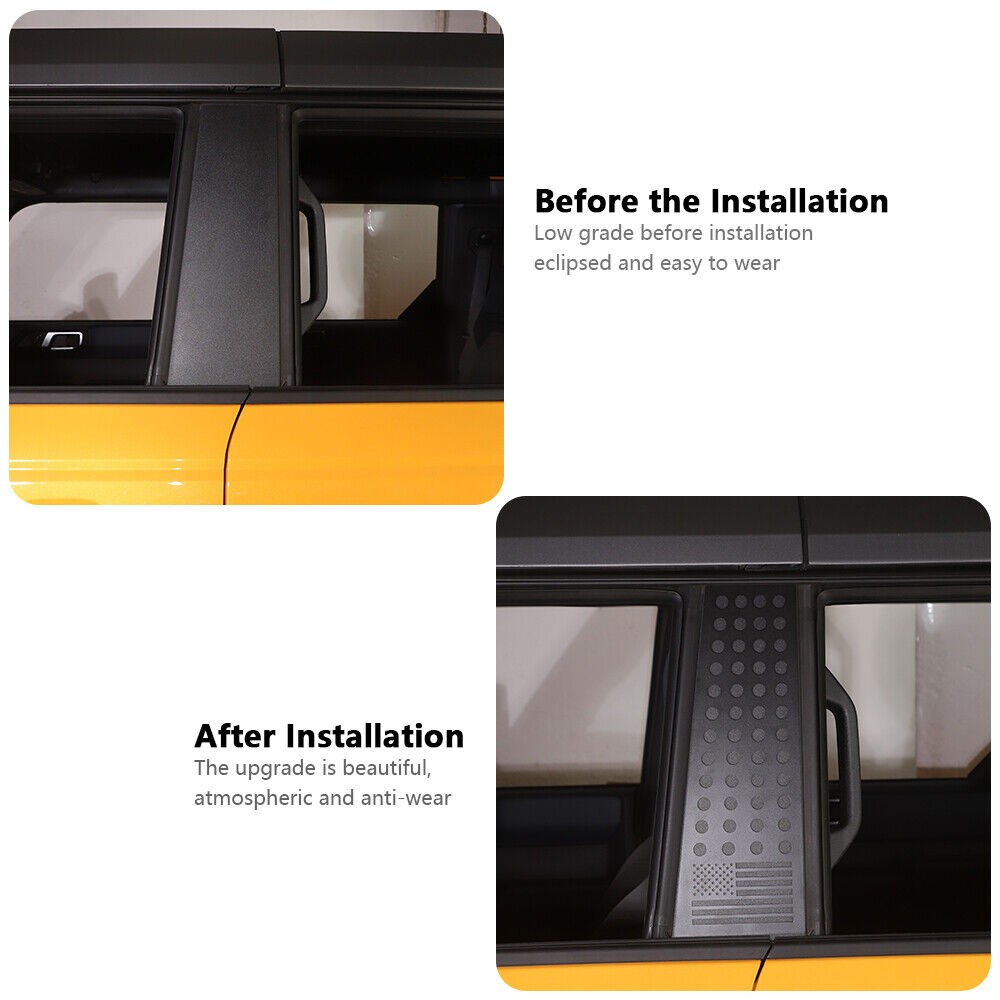 Before the Installation
Low grade before installation
eclipsed and easy to wear
After Installation
The upgrade is beautiful,
atmospheric and anti-wear